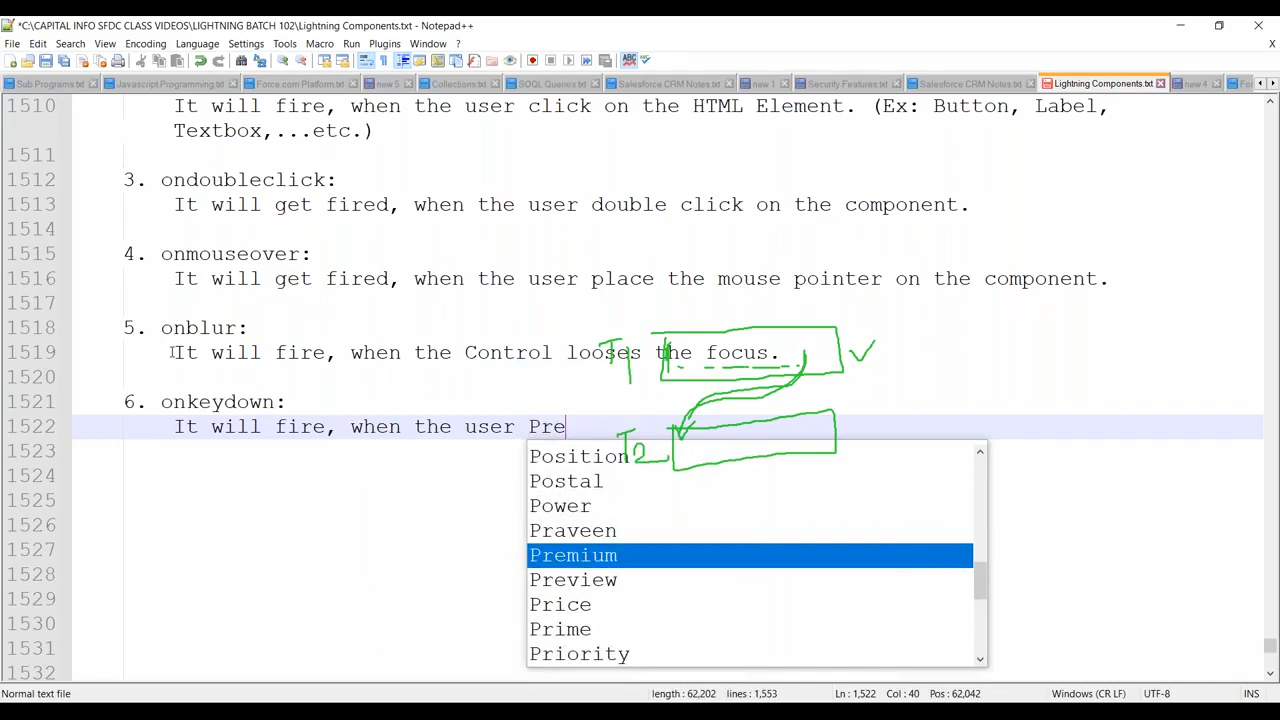 *C:\CAPITAL INFO SFDC CLASS VIDEOS\LIGHTNING BATCH 102\Lightning Components.txt - Notepad++
File Edit Search View Encoding Language Settings Tools Macro Run Plugins Window ? X
Sub Programs.txt Javascript Programming.txt Force.com Platform.txt new 5 Collections.txt SOQL Queries.txt Salesforce CRM Notes.txt new 1 Security Features.txt Salesforce CRM Notes.txt Lightning Components.txt new 4
1510 It will fire, when the user click on the HTML Element. (Ex: Button, Label,
Textbox,...etc.)
1511
1512 3. ondoubleclick:
1513 It will get fired, when the user double click on the component.
1514
1515 4. onmouseover:
1516 It will get fired, when the user place the mouse pointer on the component.
1517
1518 5. onblur:
1519 It will fire, when the Control looses the focus.
T1
1520
1521 6. onkeydown:
1522 It will fire, when the user Pre
T2
1523 Position
1524 Postal
1525 Power
1526 Praveen
1527 Premium
1528 Preview
1529 Price
1530 Prime
1531 Priority
1532
Normal text file length : 62,202 lines : 1,553 Ln : 1,522 Col : 40 Pos : 62,042 Windows (CR LF) UTF-8 INS